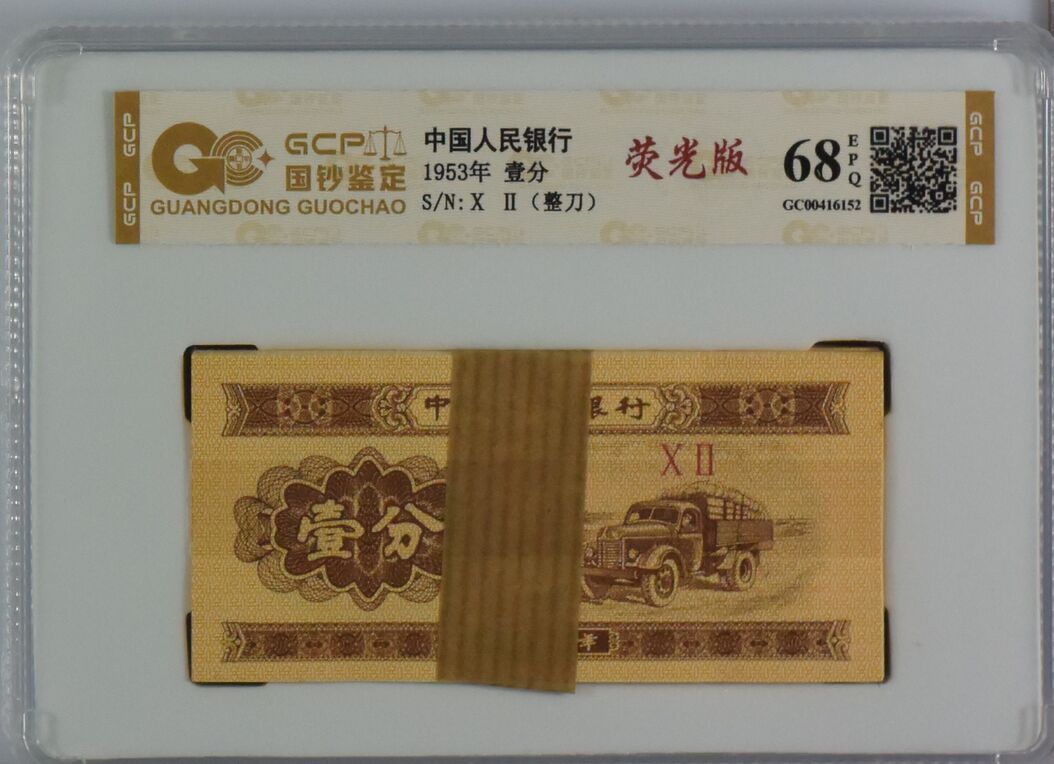 GCP
GCP
GCP
国钞鉴定
GUANGDONG GUOCHAO
中国人民银行
1953年 壹分
S/N: X Ⅱ（整刀）
荧光版
68
EPQ
GC00416152
GCP
GCP
中 银行
XⅡ
壹分
年